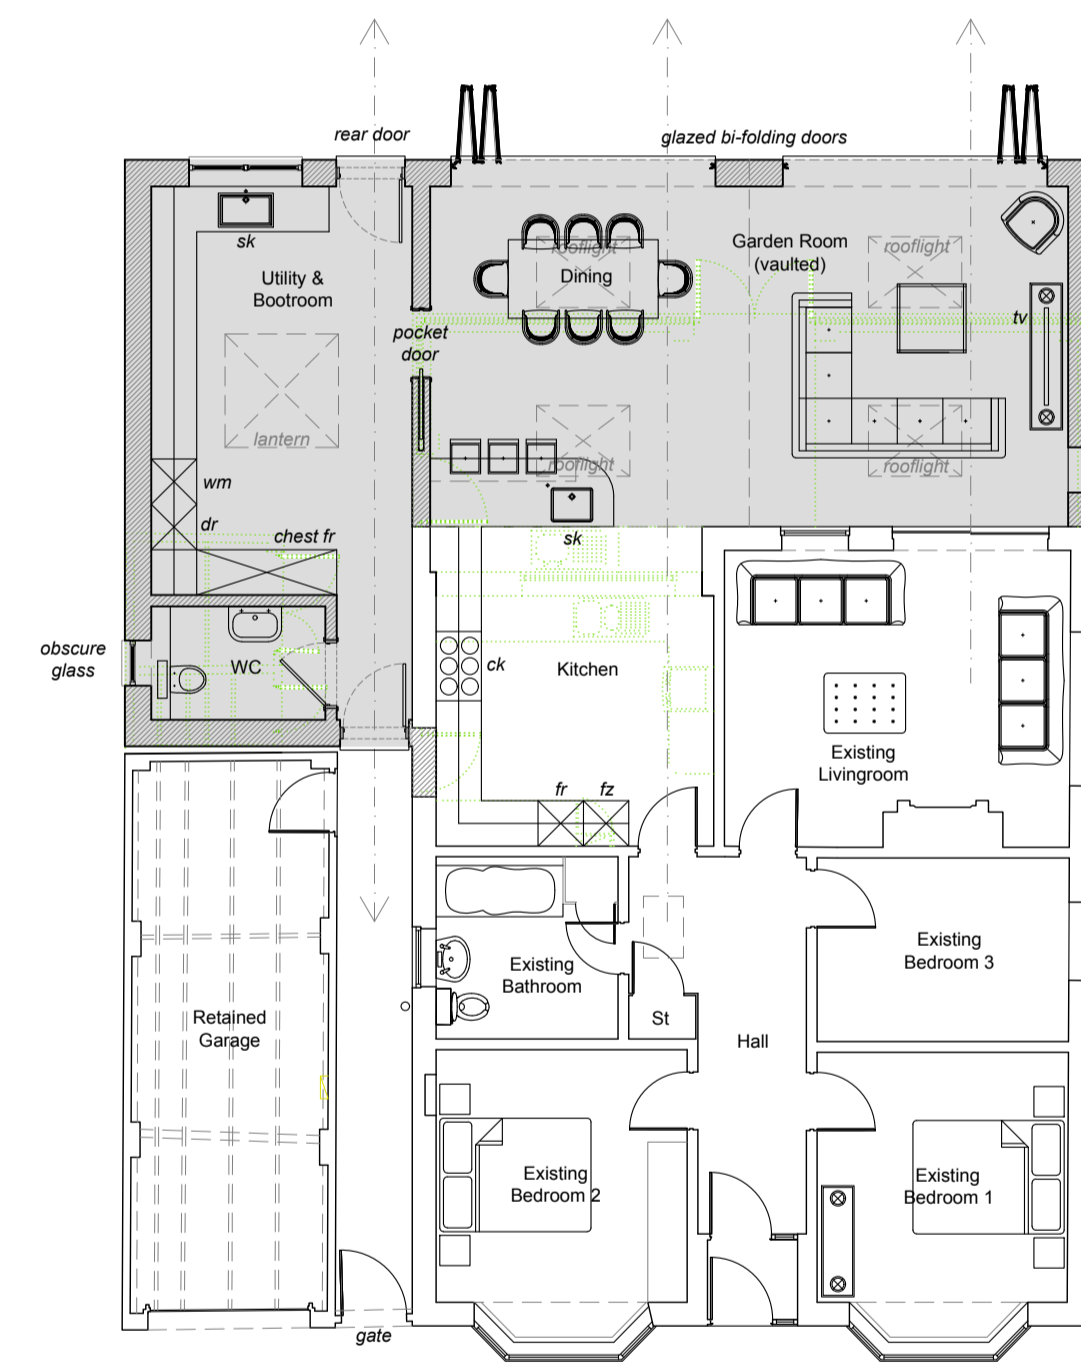 rear door
glazed bi-folding doors
sk
Utility &
Bootroom
rooflight
Dining
Garden Room
(vaulted)
rooflight
tv
pocket
door
lantern
rooflight
rooflight
wm
dr
chest fr
sk
obscure
glass
WC
ck
Kitchen
Existing
Livingroom
fr
fz
Existing
Bathroom
Existing
Bedroom 3
Retained
Garage
St
Hall
Existing
Bedroom 2
Existing
Bedroom 1
gate